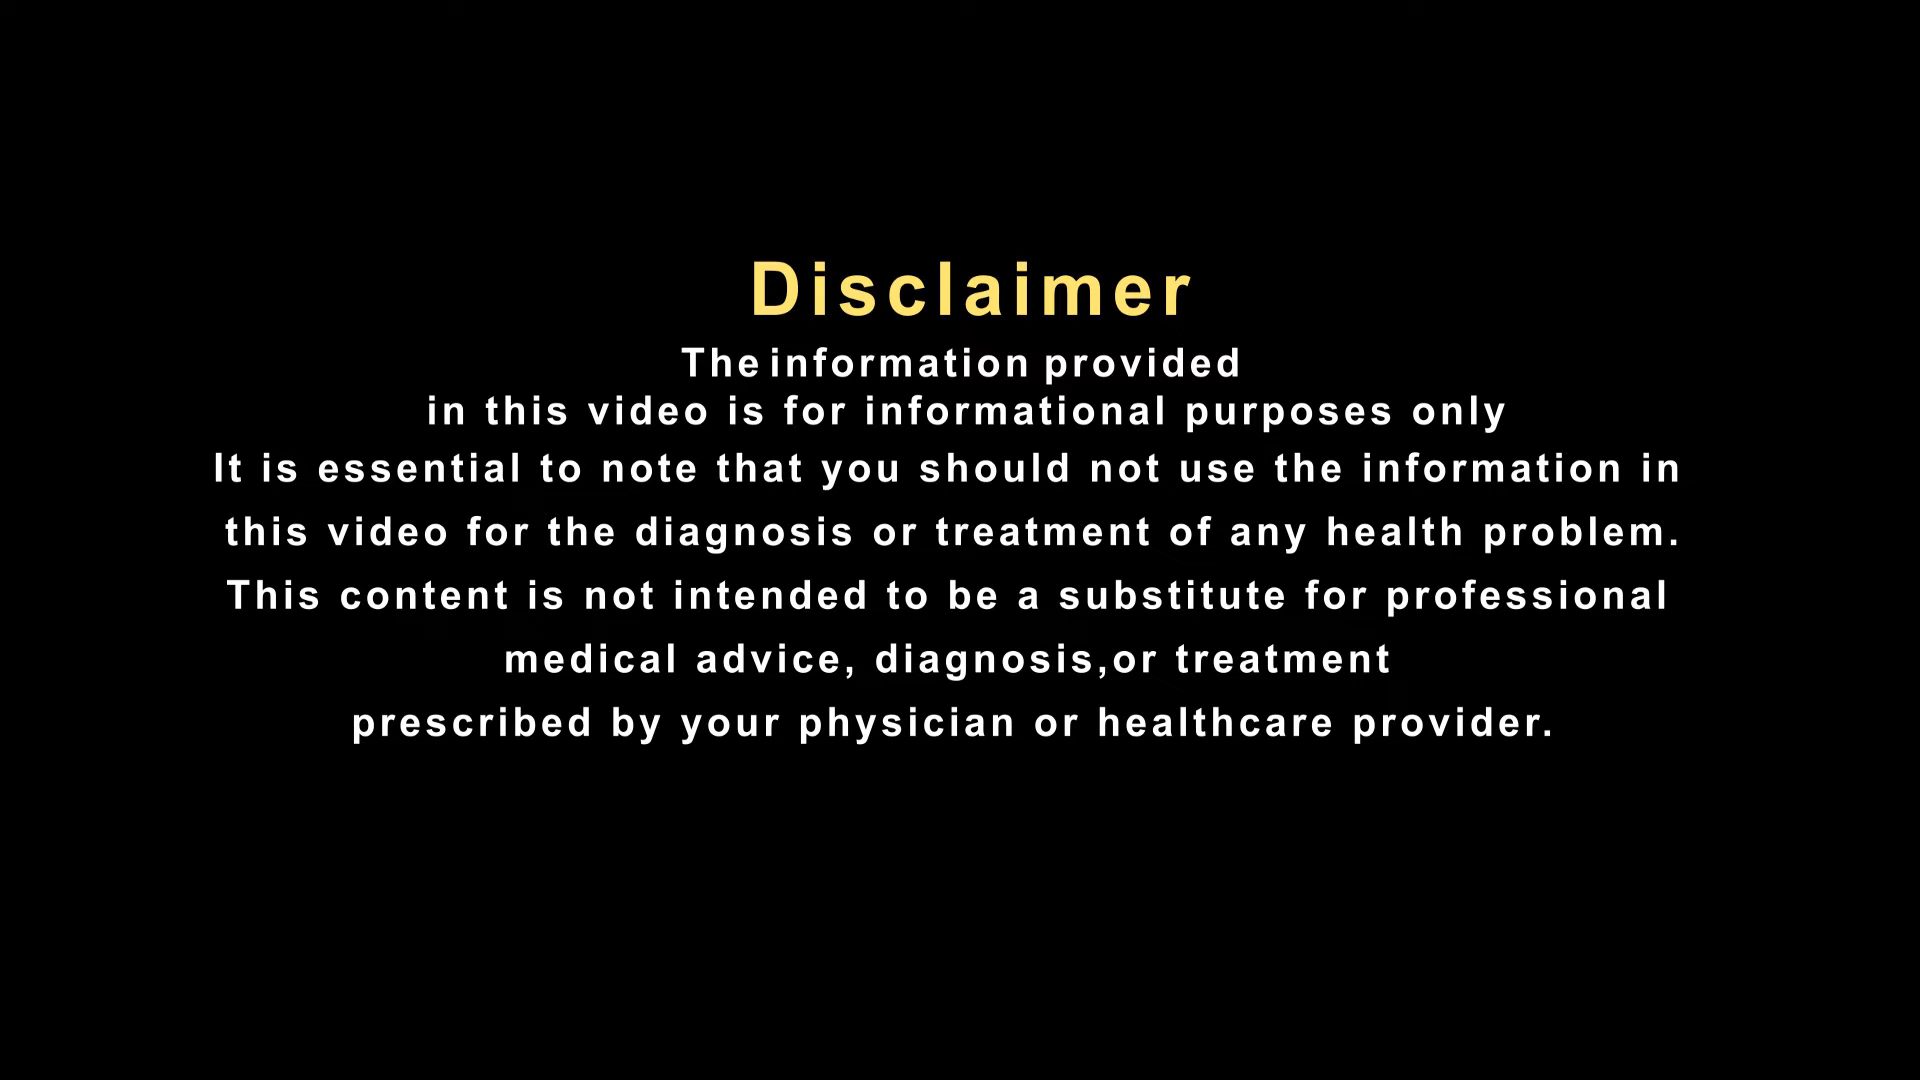 Disclaimer
The information provided
in this video is for informational purposes only
It is essential to note that you should not use the information in
this video for the diagnosis or treatment of any health problem.
This content is not intended to be a substitute for professional
medical advice, diagnosis,or treatment
prescribed by your physician or healthcare provider.